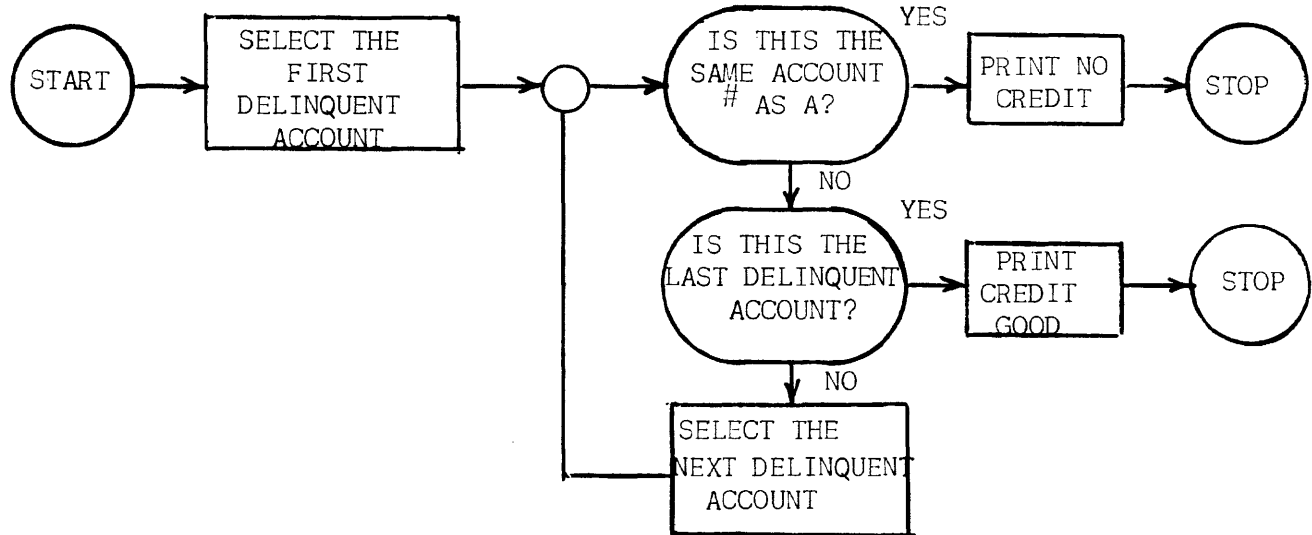 START
SELECT THE
FIRST
DELINQUENT
ACCOUNT
IS THIS THE
SAME ACCOUNT
# AS A?
YES
PRINT NO
CREDIT
STOP
NO
IS THIS THE
LAST DELINQUENT
ACCOUNT?
YES
PRINT
CREDIT
GOOD
STOP
NO
SELECT THE
NEXT DELINQUENT
ACCOUNT